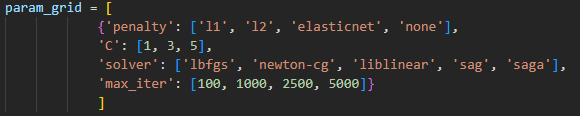 param_grid = [
{'penalty': ['l1', 'l2', 'elasticnet', 'none'],
'C': [1, 3, 5],
'solver': ['lbfgs', 'newton-cg', 'liblinear', 'sag', 'saga'],
'max_iter': [100, 1000, 2500, 5000]}
]